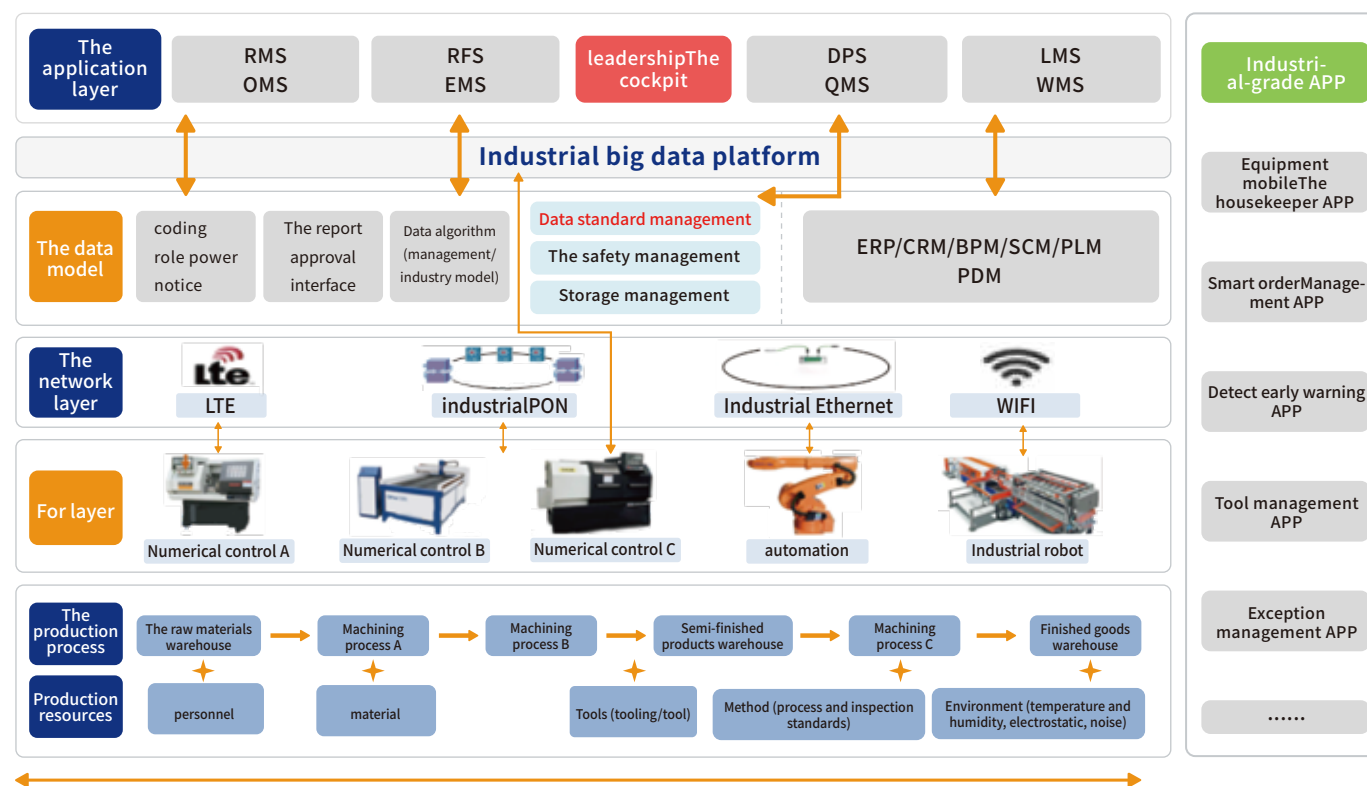 The
application
layer
RMS
OMS
RFS
EMS
leadershipThe
cockpit
DPS
QMS
LMS
WMS
Industrial big data platform
The data
model
coding
role power
notice
The report
approval
interface
Data algorithm
(management/
industry model)
Data standard management
The safety management
Storage management
ERP/CRM/BPM/SCM/PLM
PDM
The
network
layer
Lte
LTE
industrialPON
Industrial Ethernet
WIFI
For layer
Numerical control A
Numerical control B
Numerical control C
automation
Industrial robot
The
production
process
The raw materials
warehouse
Machining
process A
Machining
process B
Semi-finished
products warehouse
Machining
process C
Finished goods
warehouse
Production
resources
personnel
material
Tools (tooling/tool)
Method (process and inspection
standards)
Environment (temperature and
humidity, electrostatic, noise)
Industri-
al-grade APP
Equipment
mobileThe
housekeeper APP
Smart orderManage-
ment APP
Detect early warning
APP
Tool management
APP
Exception
management APP
······